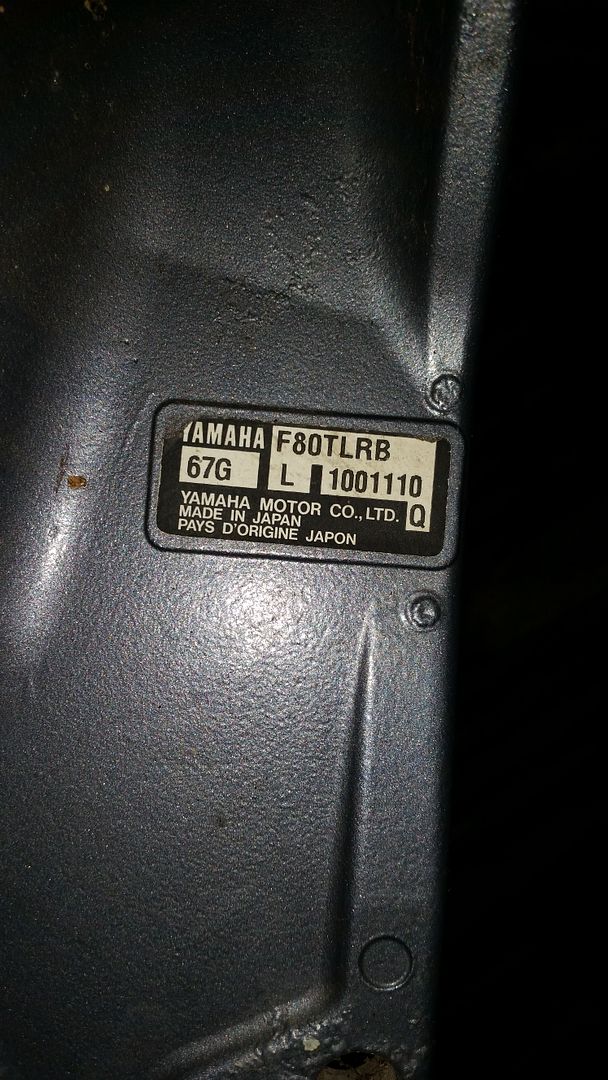 YAMAHA F80TLRB
67G L 1001110
YAMAHA MOTOR CO., LTD. Q
MADE IN JAPAN
PAYS D'ORIGINE JAPON